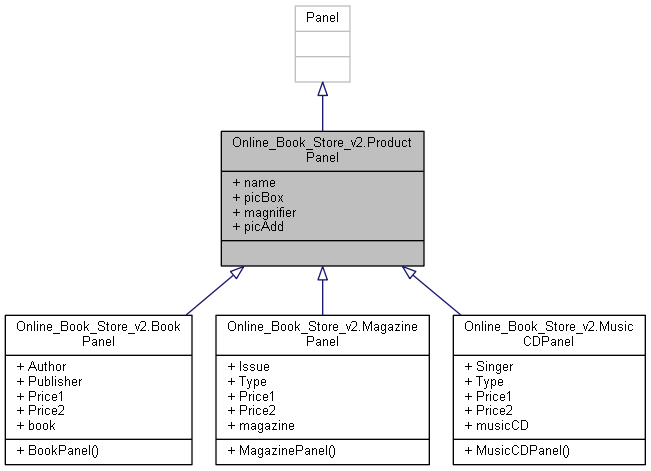 Panel
Online_Book_Store_v2.Product
Panel
+ name
+ picBox
+ magnifier
+ picAdd
Online_Book_Store_v2.Book
Panel
+ Author
+ Publisher
+ Price1
+ Price2
+ book
+ BookPanel()
Online_Book_Store_v2.Magazine
Panel
+ Issue
+ Type
+ Price1
+ Price2
+ magazine
+ MagazinePanel()
Online_Book_Store_v2.Music
CDPanel
+ Singer
+ Type
+ Price1
+ Price2
+ musicCD
+ MusicCDPanel()